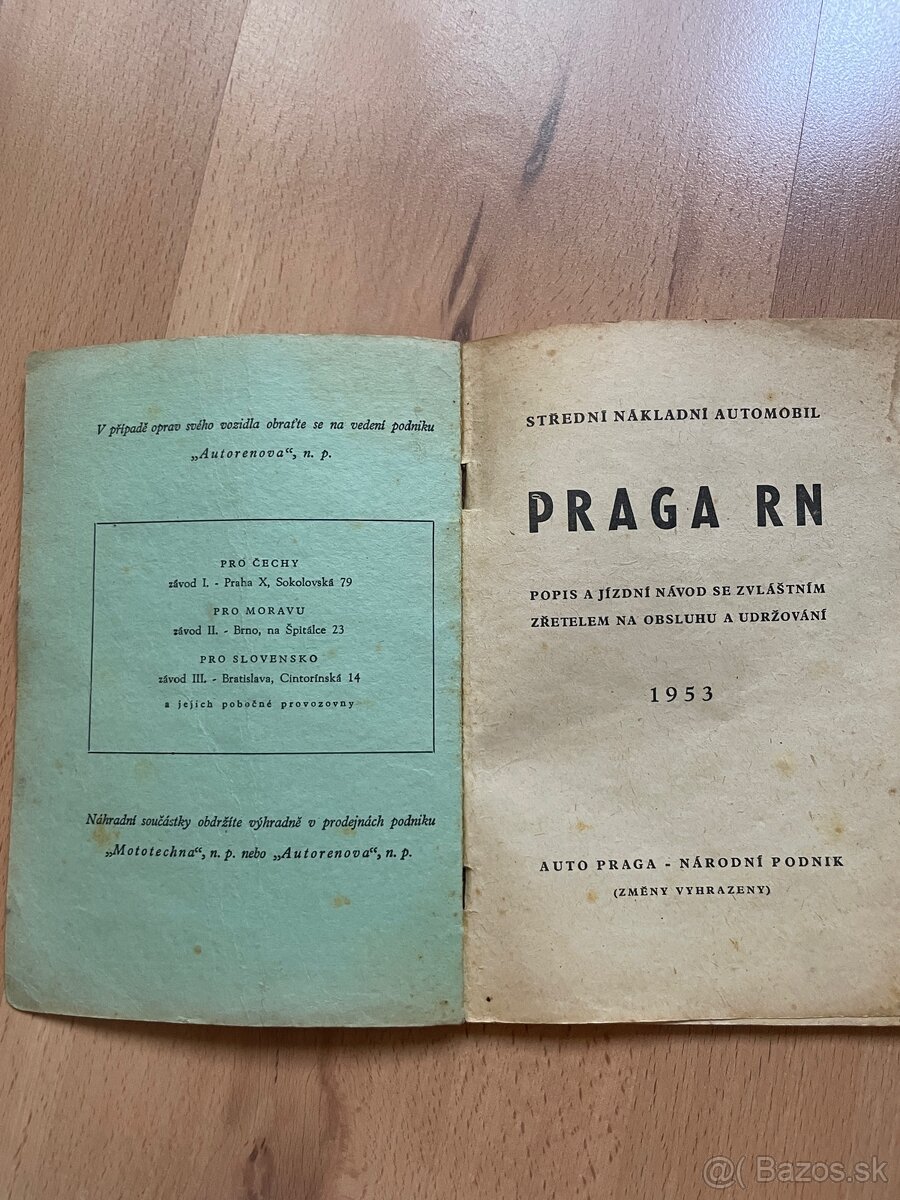 V případě oprav svého vozidla obraťte se na vedení podniku
„Autorenova“, n. p.
PRO ČECHY
závod I. - Praha X, Sokolovská 79
PRO MORAVU
závod II. - Brno, na Špitálce 23
PRO SLOVENSKO
závod III. - Bratislava, Cintorínská 14
a jejich pobočné provozovny
Náhradní součástky obdržíte výhradně v prodejnách podniku
„Mototechna“, n. p. nebo „Autorenova“, n. p.
STŘEDNÍ NÁKLADNÍ AUTOMOBIL
PRAGA RN
POPIS A JÍZDNÍ NÁVOD SE ZVLÁŠTNÍM
ZŘETELEM NA OBSLUHU A UDRŽOVÁNÍ
1953
AUTO PRAGA - NÁRODNÍ PODNIK
(ZMĚNY VYHRAZENY)
@( Bazos.sk